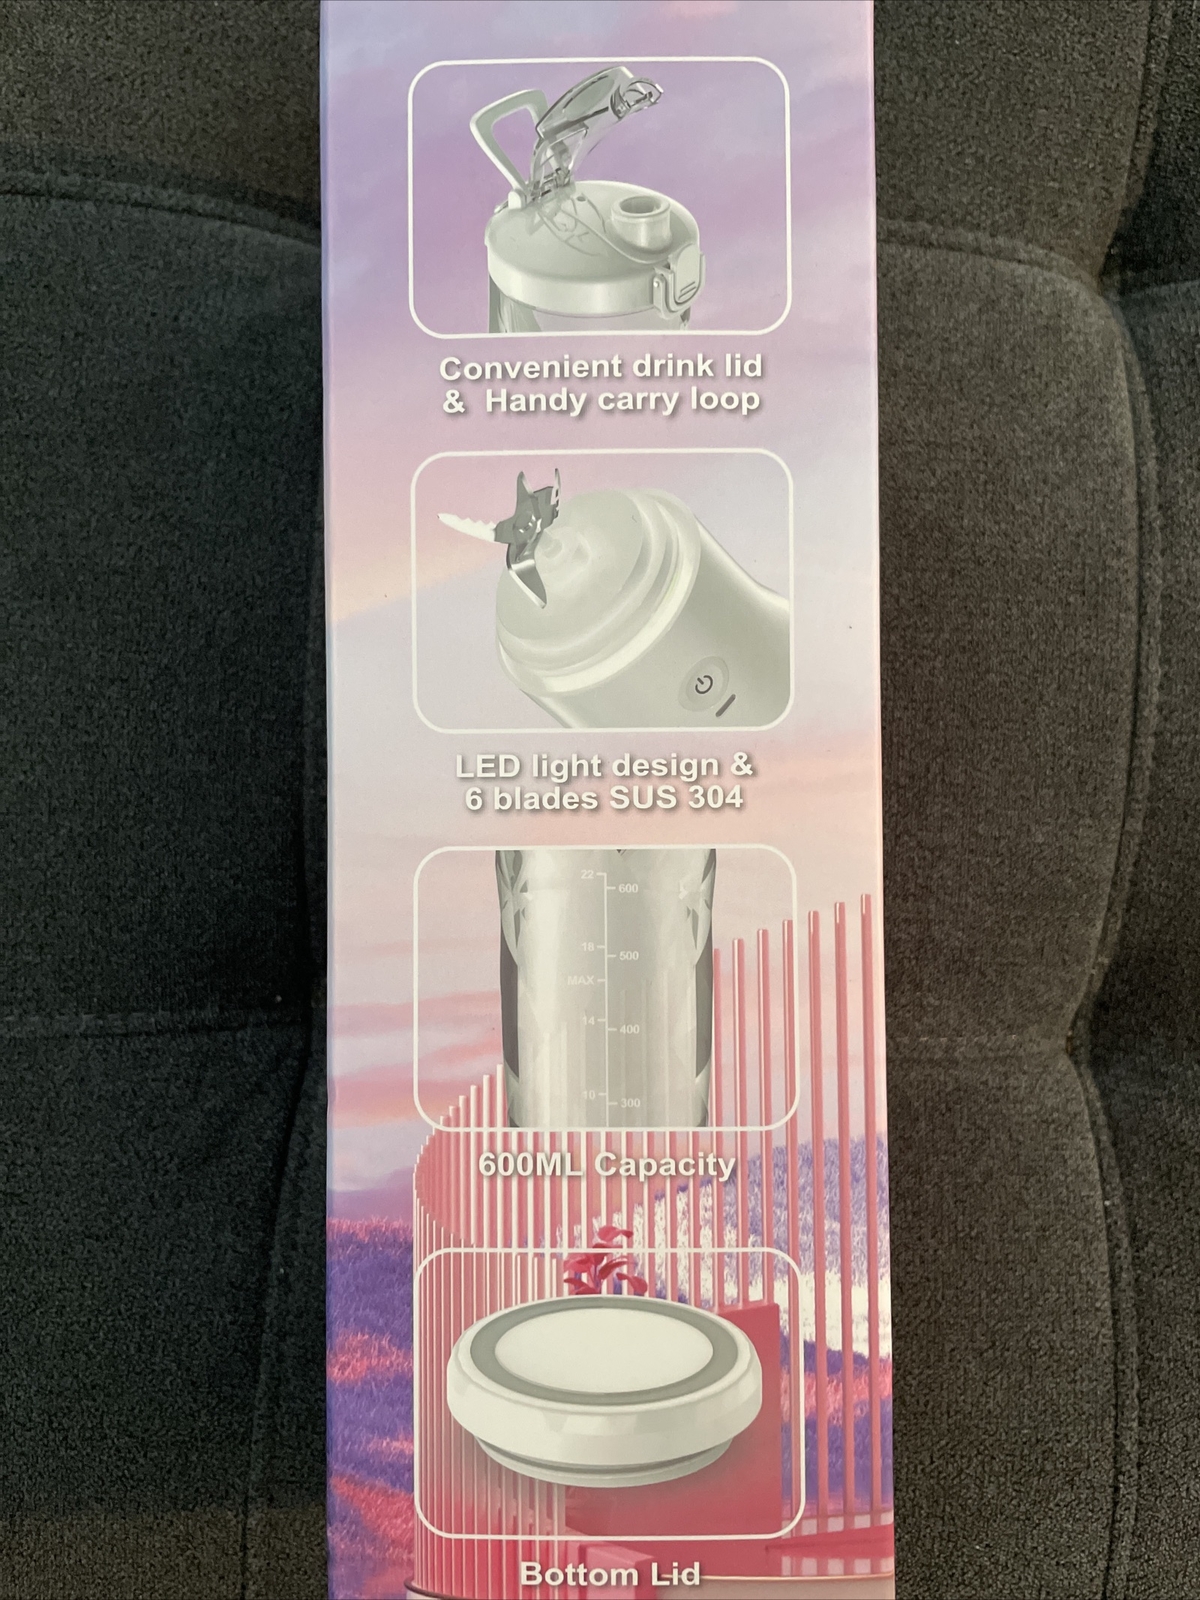 Convenient drink lid
& Handy carry loop
LED light design &
6 blades SUS 304
22
600
18
500
MAX
14
400
10
300
600ML Capacity
Bottom Lid